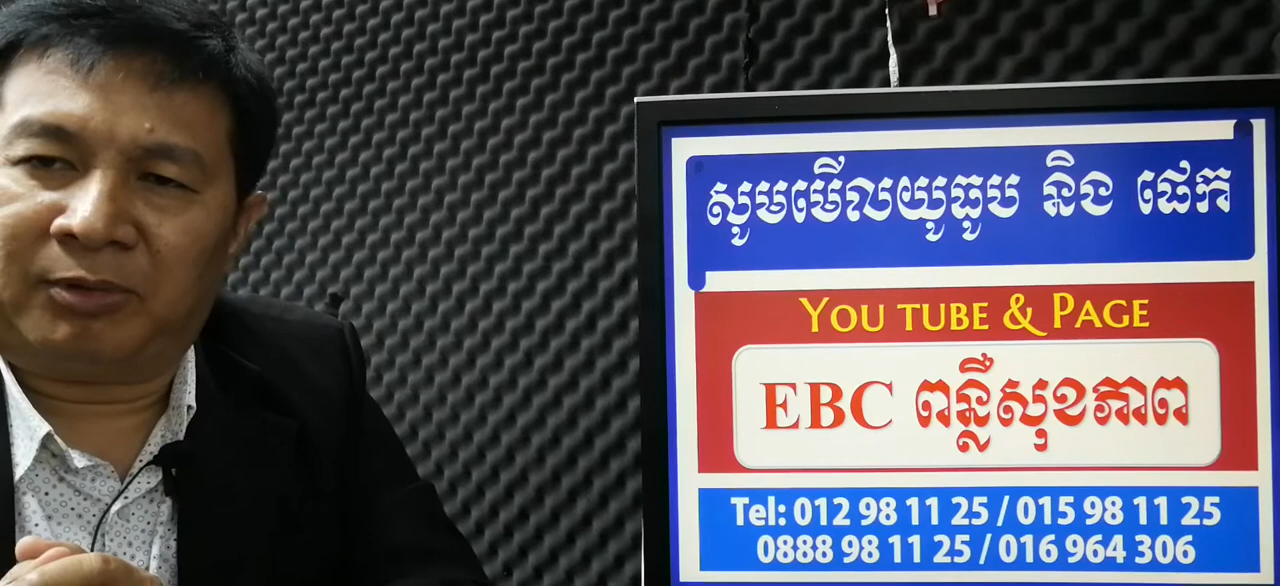 សូមមើលយូធូប និង ផេក
YOU TUBE & PAGE
EBC ពន្លឺសុខភាព
Tel: 012 98 11 25 / 015 98 11 25
0888 98 11 25 / 016 964 306